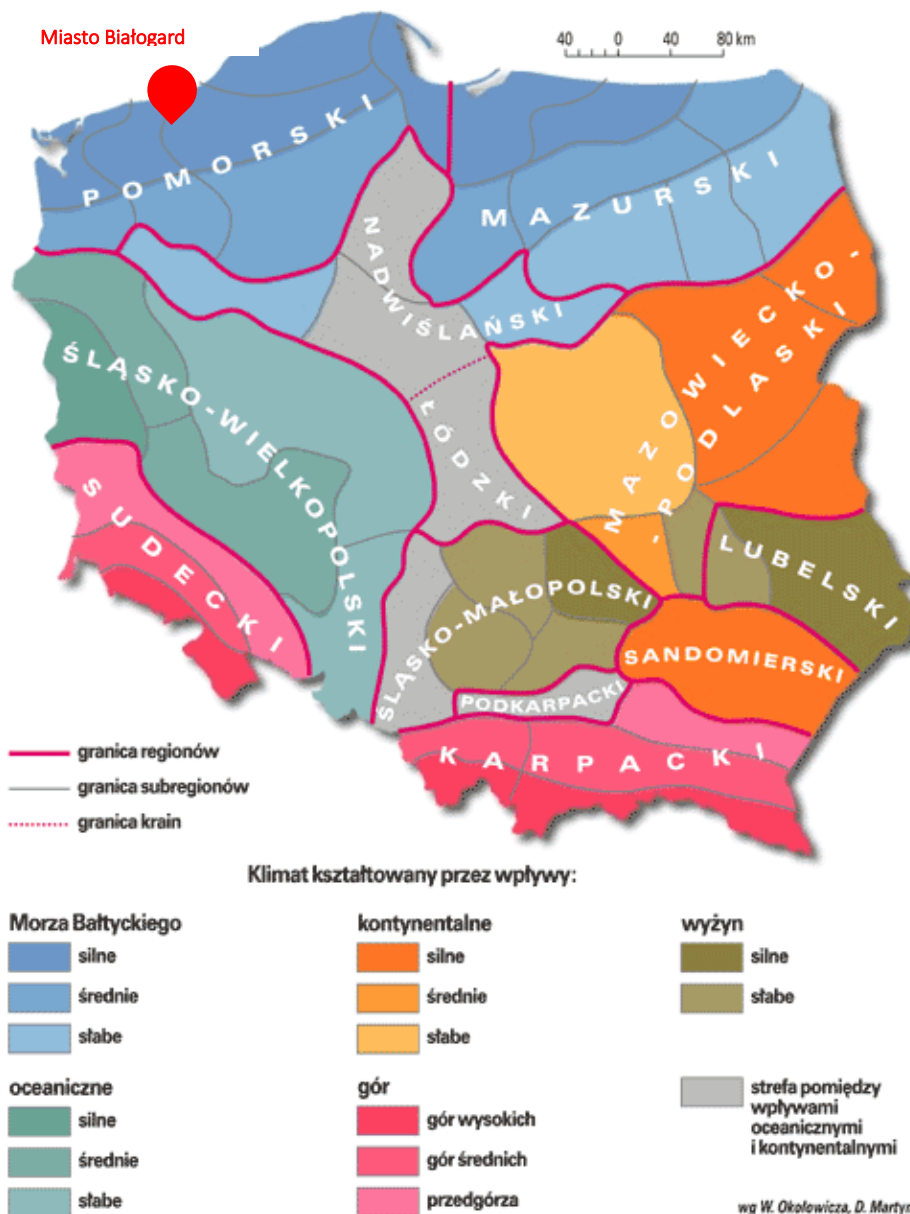 Miasto Białogard
40 0 40 80 km
POMORSKI
MAZURSKI
NADWIŚLAŃSKI
MAZOWIECKO-
-PODLASKI
ŚLĄSKO-WIELKOPOLSKI
ŁÓDZKI
SUDECKI
LUBELSKI
ŚLĄSKO-MAŁOPOLSKI
SANDOMIERSKI
PODKARPACKI
KARPACKI
granica regionów
granica subregionów
granica krain
Klimat kształtowany przez wpływy:
Morza Bałtyckiego
silne
średnie
słabe
kontynentalne
silne
średnie
słabe
wyżyn
silne
słabe
oceaniczne
silne
średnie
słabe
gór
gór wysokich
gór średnich
przedgórza
strefa pomiędzy
wpływami
oceanicznymi
i kontynentalnymi
wg W. Okołowicza, D. Martyn